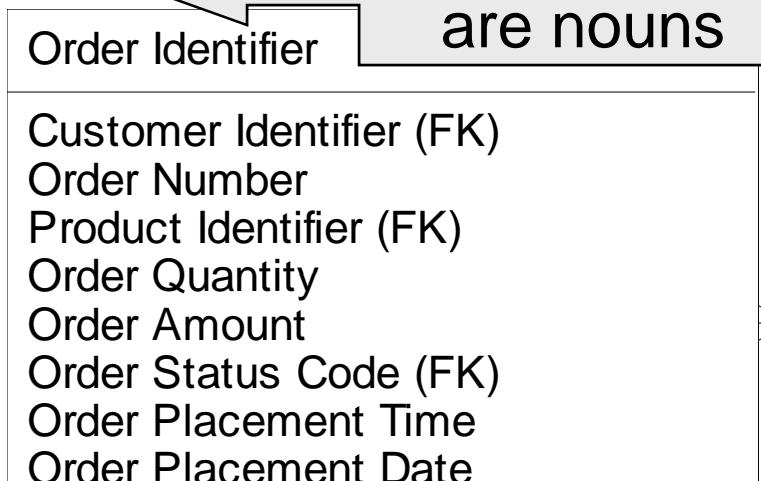 are nouns
Order Identifier
Customer Identifier (FK)
Order Number
Product Identifier (FK)
Order Quantity
Order Amount
Order Status Code (FK)
Order Placement Time
Order Placement Date